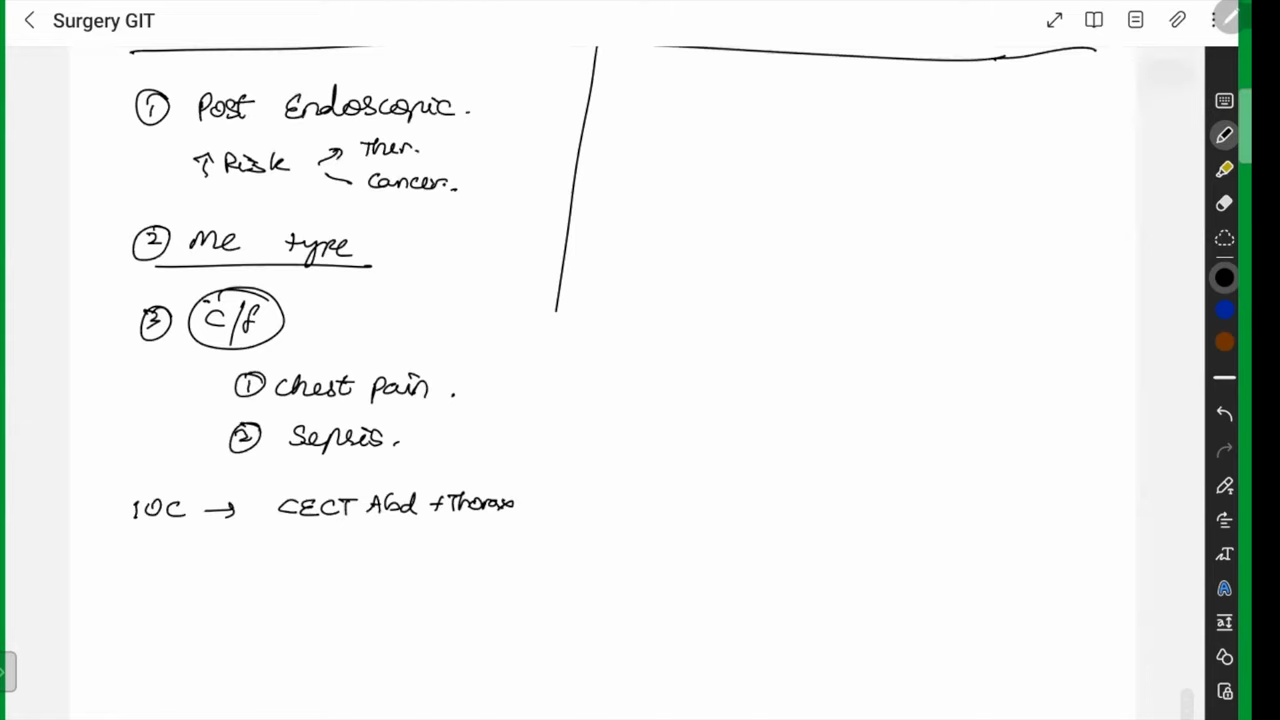 Surgery GIT
① Post Endoscopic.
↑ Risk → Ther.
Cancer.
② Me type
③ C/f
① Chest pain.
② Sepsis.
IOC → CECT Abd + Thorax